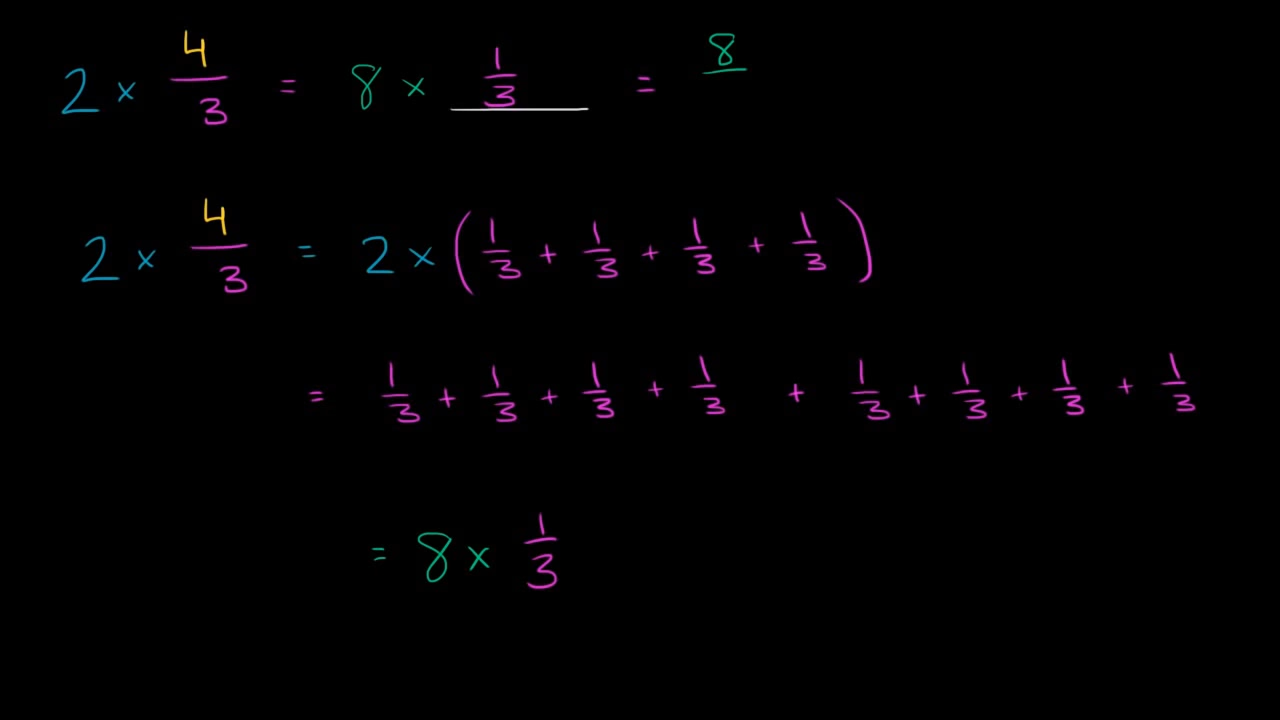 2 × 4/3 = 8 × 1/3 = 8
2 × 4/3 = 2 × (1/3 + 1/3 + 1/3 + 1/3)
= 1/3 + 1/3 + 1/3 + 1/3 + 1/3 + 1/3 + 1/3 + 1/3
= 8 × 1/3